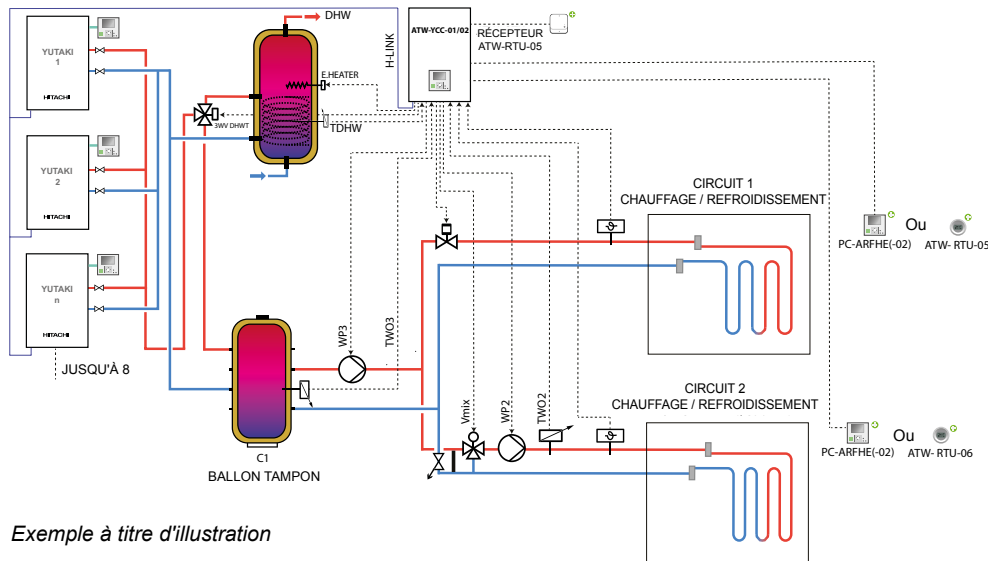 DHW
ATW-YCC-01/02
RÉCEPTEUR
ATW-RTU-05
H-LINK
YUTAKI
1
HITACHI
E.HEATER
3WV DHWT
TDHW
YUTAKI
2
HITACHI
YUTAKI
n
HITACHI
JUSQU'À 8
WP3
TWO3
C1
BALLON TAMPON
CIRCUIT 1
CHAUFFAGE / REFROIDISSEMENT
PC-ARFHE(-02)
Ou
ATW- RTU-05
Vmix
WP2
TWO2
CIRCUIT 2
CHAUFFAGE / REFROIDISSEMENT
PC-ARFHE(-02)
Ou
ATW- RTU-06
Exemple à titre d'illustration